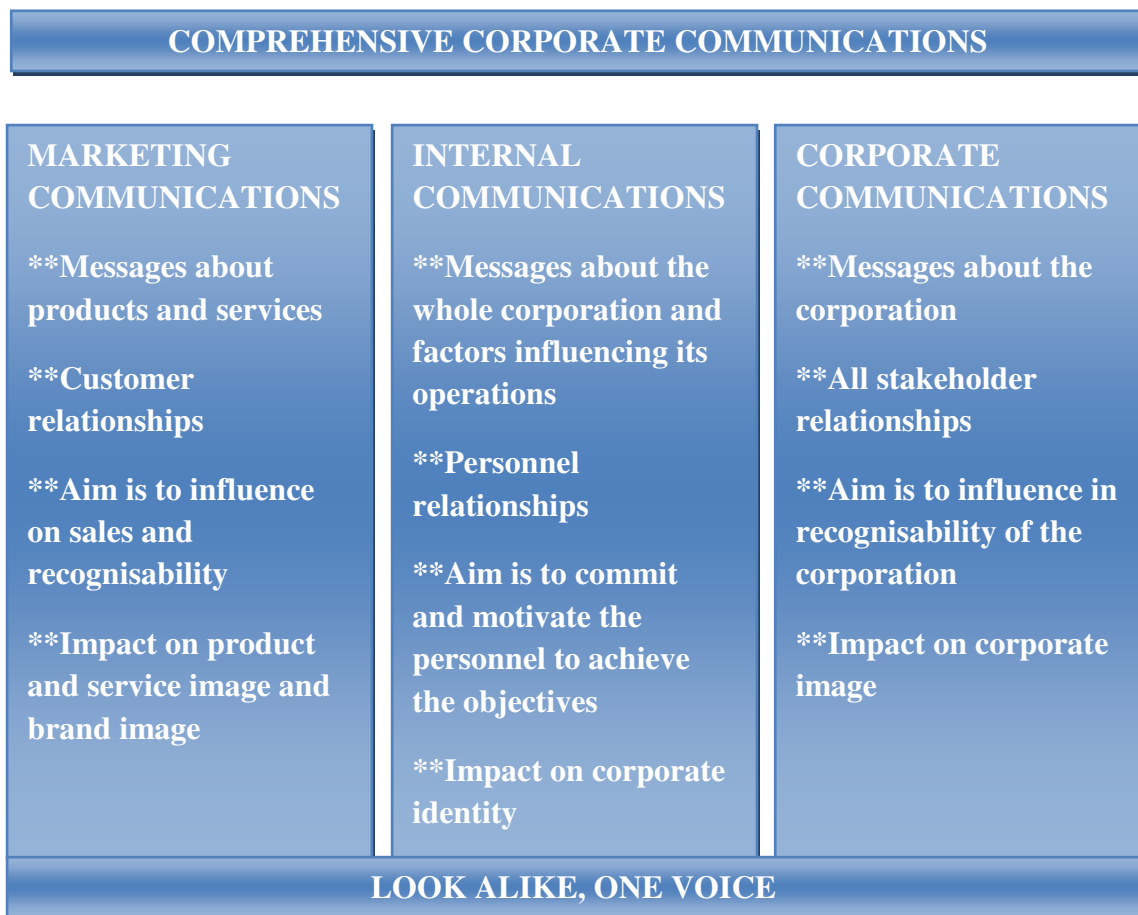 COMPREHENSIVE CORPORATE COMMUNICATIONS
MARKETING
COMMUNICATIONS
**Messages about
products and services
**Customer
relationships
**Aim is to influence
on sales and
recognisability
**Impact on product
and service image and
brand image
INTERNAL
COMMUNICATIONS
**Messages about the
whole corporation and
factors influencing its
operations
**Personnel
relationships
**Aim is to commit
and motivate the
personnel to achieve
the objectives
**Impact on corporate
identity
CORPORATE
COMMUNICATIONS
**Messages about the
corporation
**All stakeholder
relationships
**Aim is to influence in
recognisability of the
corporation
**Impact on corporate
image
LOOK ALIKE, ONE VOICE